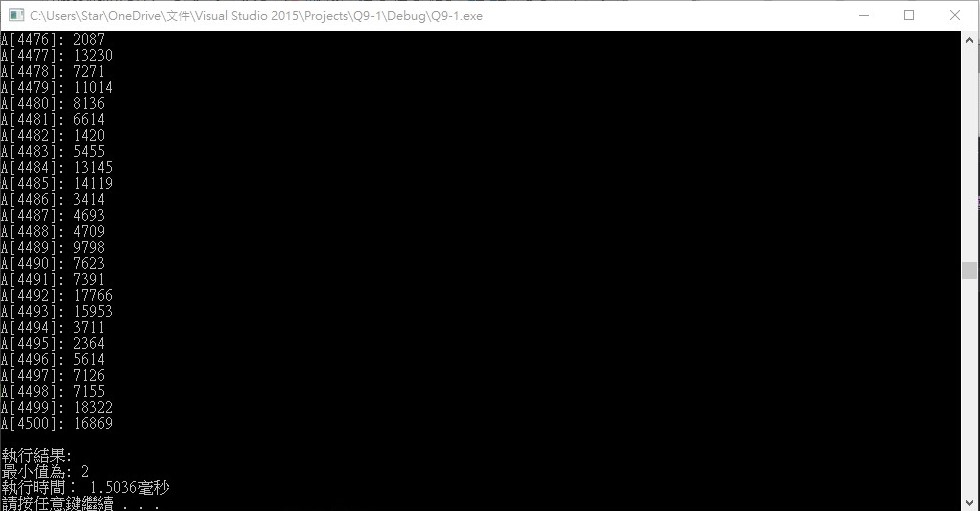 C:\Users\Star\OneDrive\文件\Visual Studio 2015\Projects\Q9-1\Debug\Q9-1.exe
A[4476]: 2087
A[4477]: 13230
A[4478]: 7271
A[4479]: 11014
A[4480]: 8136
A[4481]: 6614
A[4482]: 1420
A[4483]: 5455
A[4484]: 13145
A[4485]: 14119
A[4486]: 3414
A[4487]: 4693
A[4488]: 4709
A[4489]: 9798
A[4490]: 7623
A[4491]: 7391
A[4492]: 17766
A[4493]: 15953
A[4494]: 3711
A[4495]: 2364
A[4496]: 5614
A[4497]: 7126
A[4498]: 7155
A[4499]: 18322
A[4500]: 16869
執行結果:
最小值為: 2
執行時間： 1.5036毫秒
請按任意鍵繼續 . . .